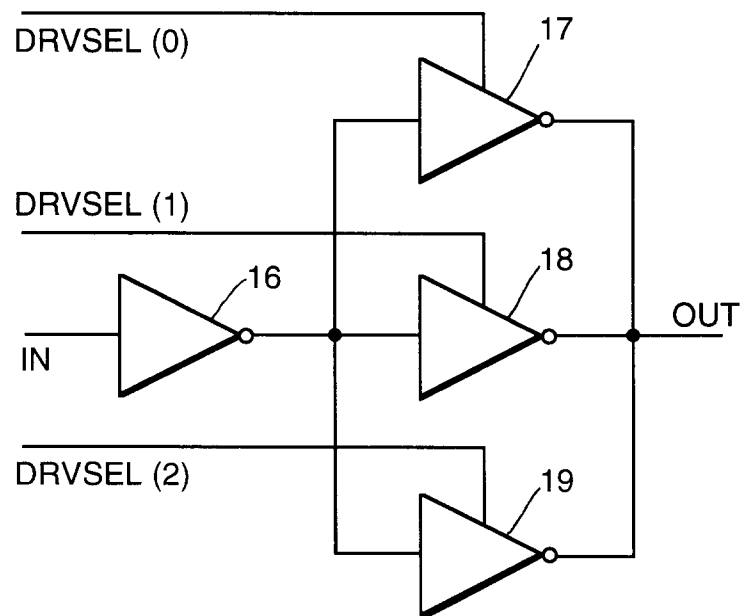 DRVSEL (0)
17
DRVSEL (1)
16
18
IN
OUT
DRVSEL (2)
19